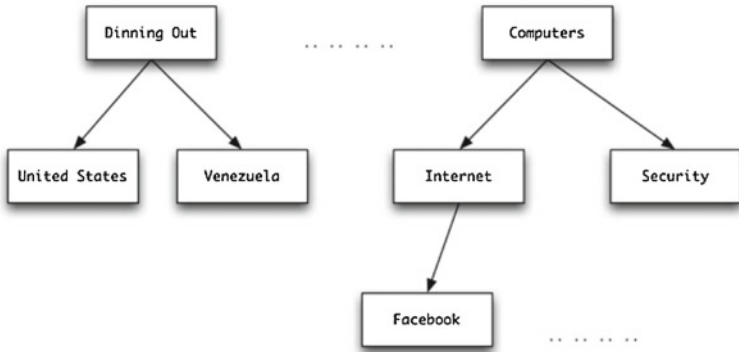 Dinning Out
.. .. .. ..
Computers
United States
Venezuela
Internet
Security
Facebook
.. .. .. ..